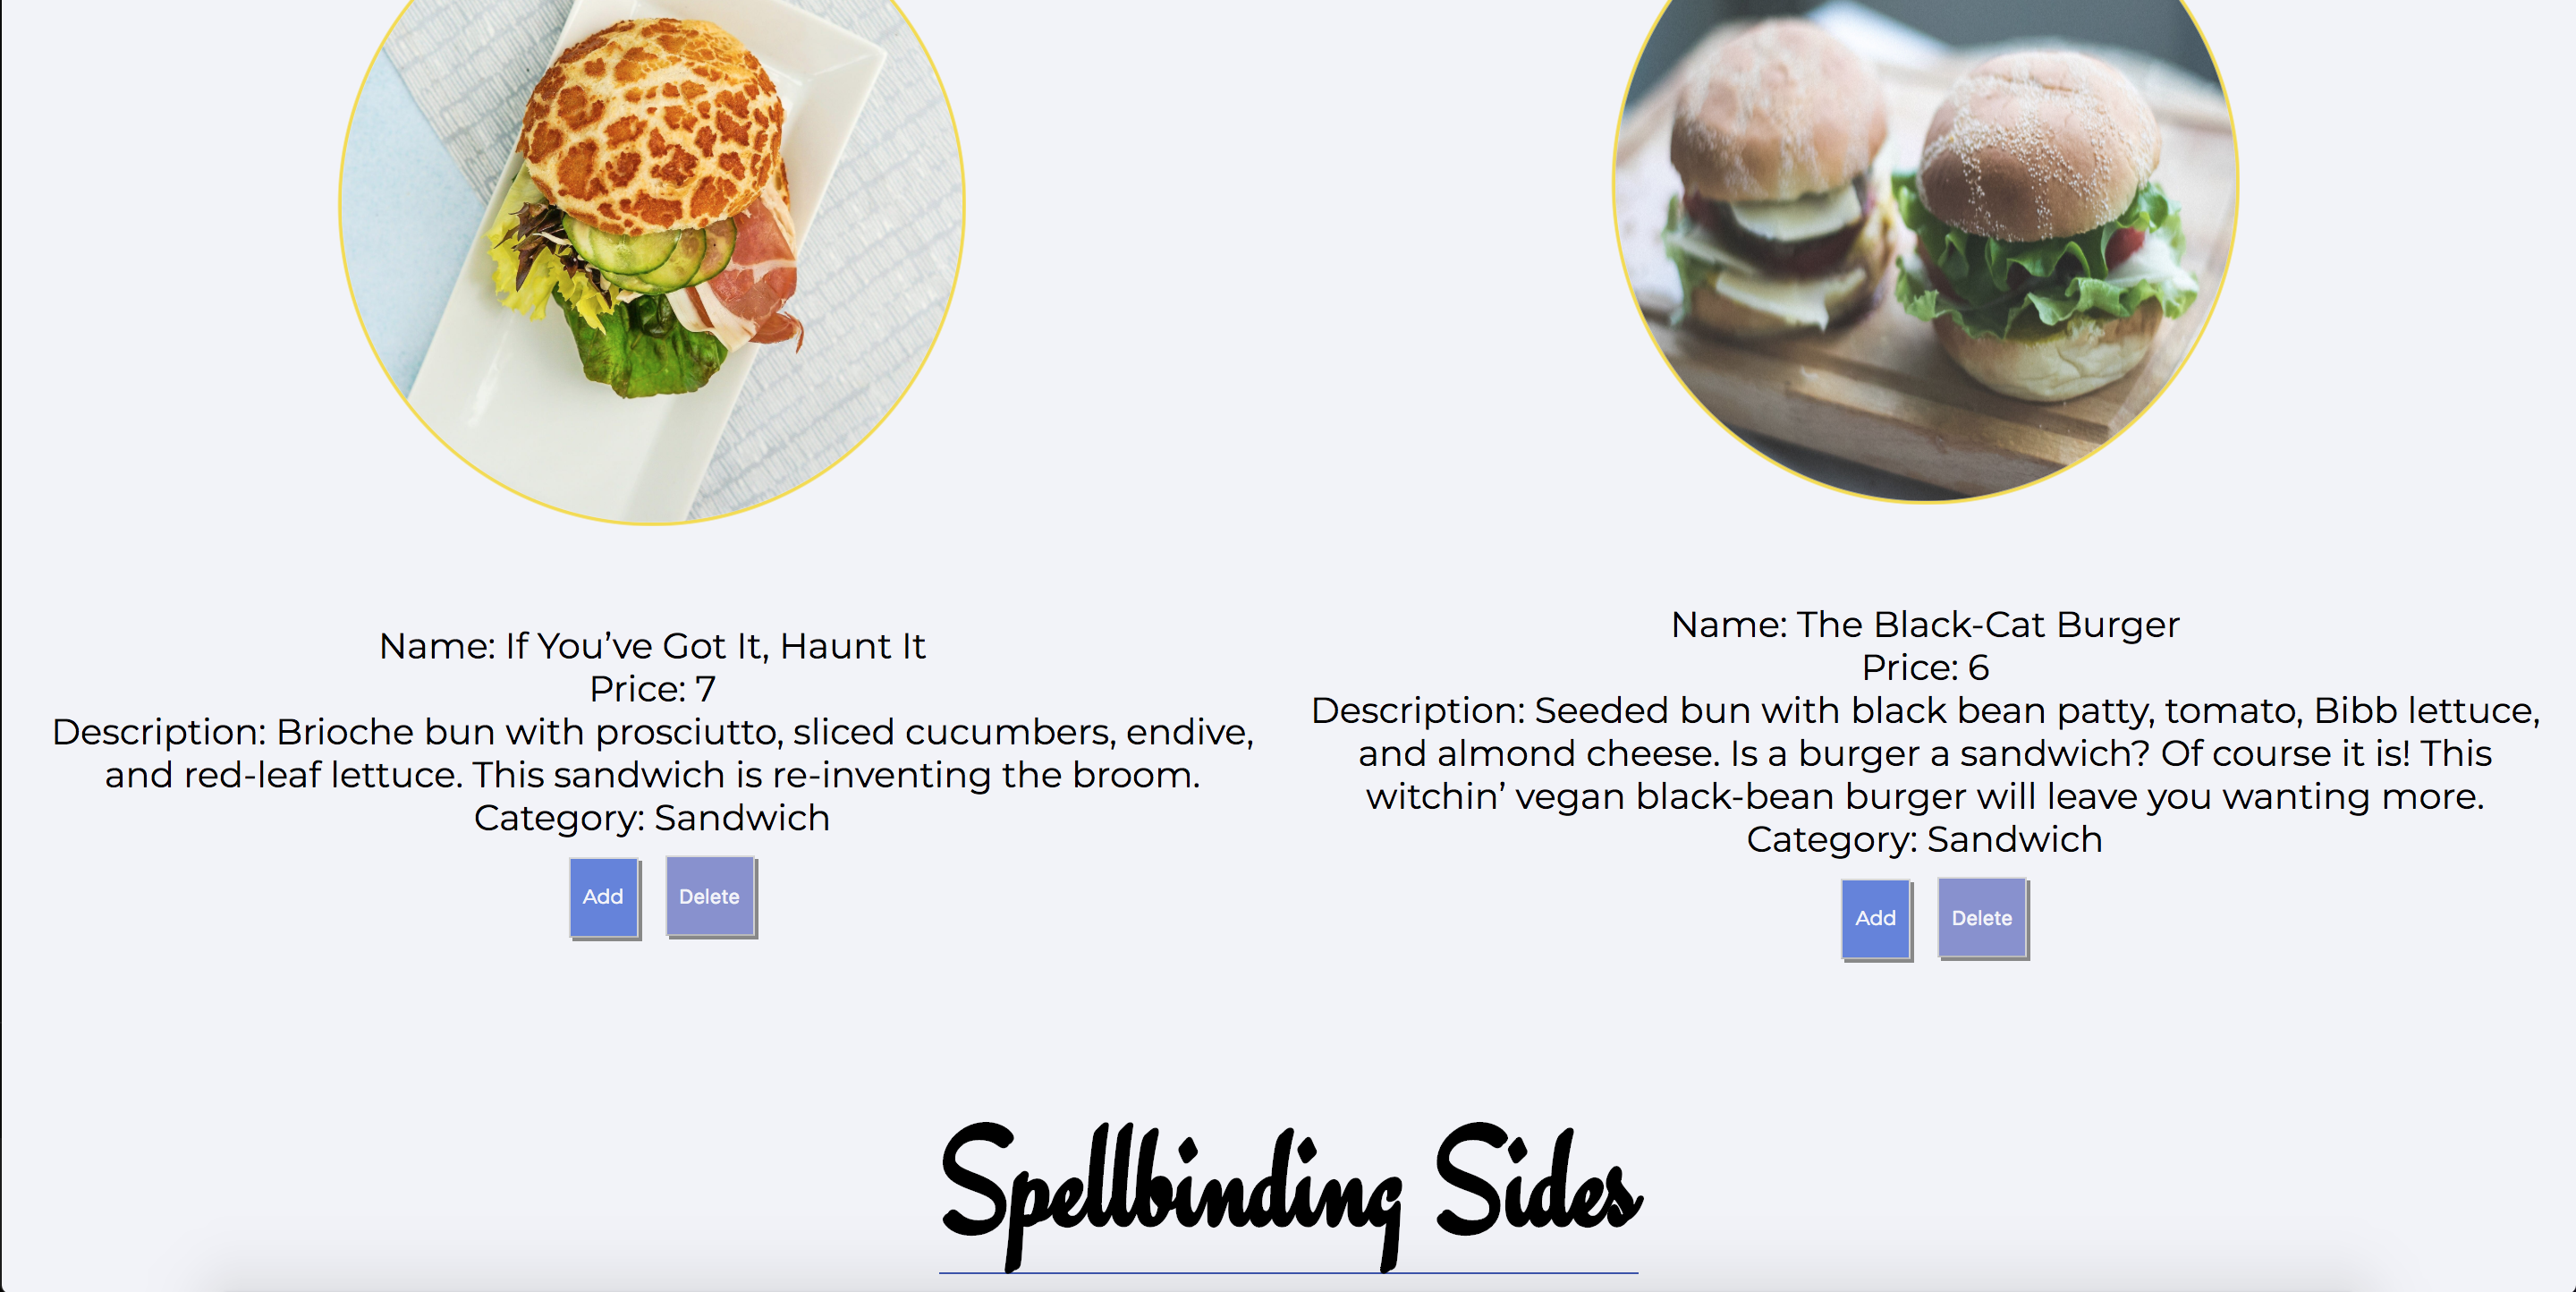 Name: If You’ve Got It, Haunt It
Price: 7
Description: Brioche bun with prosciutto, sliced cucumbers, endive,
and red-leaf lettuce. This sandwich is re-inventing the broom.
Category: Sandwich
Add
Delete
Name: The Black-Cat Burger
Price: 6
Description: Seeded bun with black bean patty, tomato, Bibb lettuce,
and almond cheese. Is a burger a sandwich? Of course it is! This
witchin’ vegan black-bean burger will leave you wanting more.
Category: Sandwich
Add
Delete
Spellbinding Sides